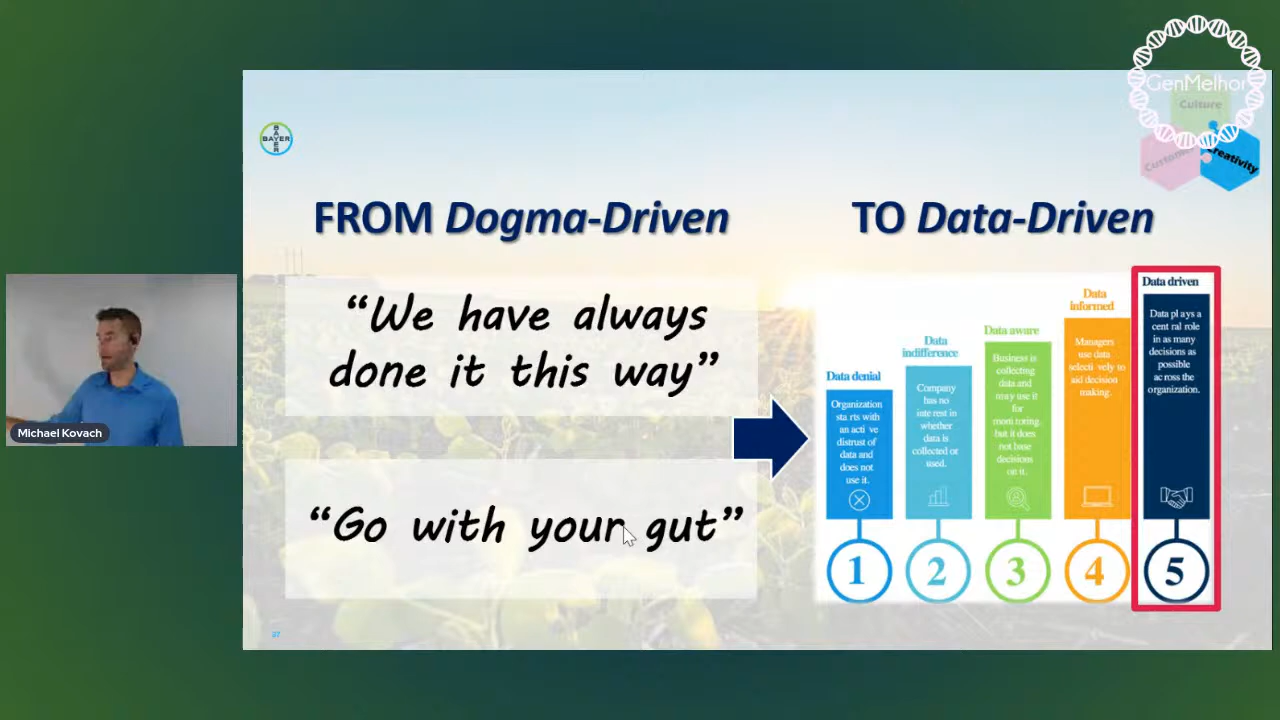 GenMelhor
Culture
Customer
Creativity
BAYER
BAYER
FROM Dogma-Driven
TO Data-Driven
“We have always
done it this way”
“Go with your gut”
Data denial
Organization
sta rts with
an acti ve
distrust of
data and
does not
use it.
1
Data
indifference
Company
has no
inte rest in
whether
data is
collected or
used.
2
Data aware
Business is
collecting
data and
may use it
for
moni toring
but it does
not base
decisions
on it.
3
Data
informed
Managers
use data
selecti vely to
aid decision
making.
4
Data driven
Data pl ays a
cent ral role
in as many
decisions as
possible
ac ross the
organization.
5
Michael Kovach
27